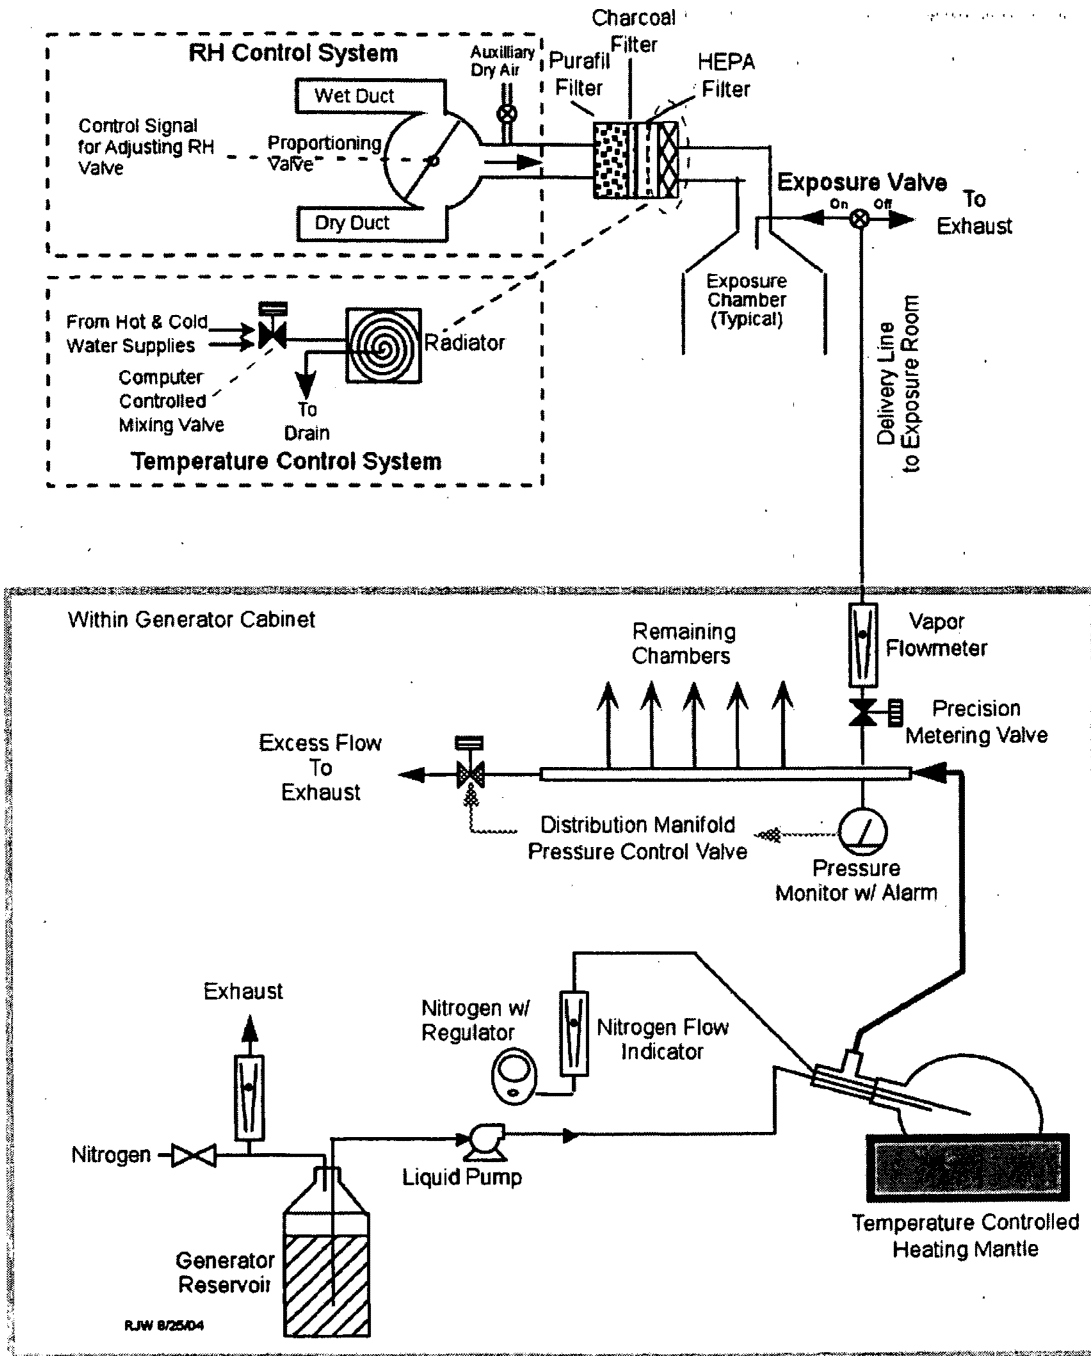 Charcoal
Filter
RH Control System
Auxilliary
Dry Air
Purafil
Filter
HEPA
Filter
Wet Duct
Control Signal
for Adjusting RH
Valve
Proportioning
Valve
Dry Duct
Exposure Valve
On
Off
To
Exhaust
Exposure
Chamber
(Typical)
From Hot & Cold
Water Supplies
Radiator
Computer
Controlled
Mixing Valve
To
Drain
Temperature Control System
Delivery Line
to Exposure Room
Within Generator Cabinet
Remaining
Chambers
Vapor
Flowmeter
Precision
Metering Valve
Excess Flow
To
Exhaust
Distribution Manifold
Pressure Control Valve
Pressure
Monitor w/ Alarm
Exhaust
Nitrogen w/
Regulator
Nitrogen Flow
Indicator
Nitrogen
Liquid Pump
Generator
Reservoir
Temperature Controlled
Heating Mantle
RJW 8/25/04